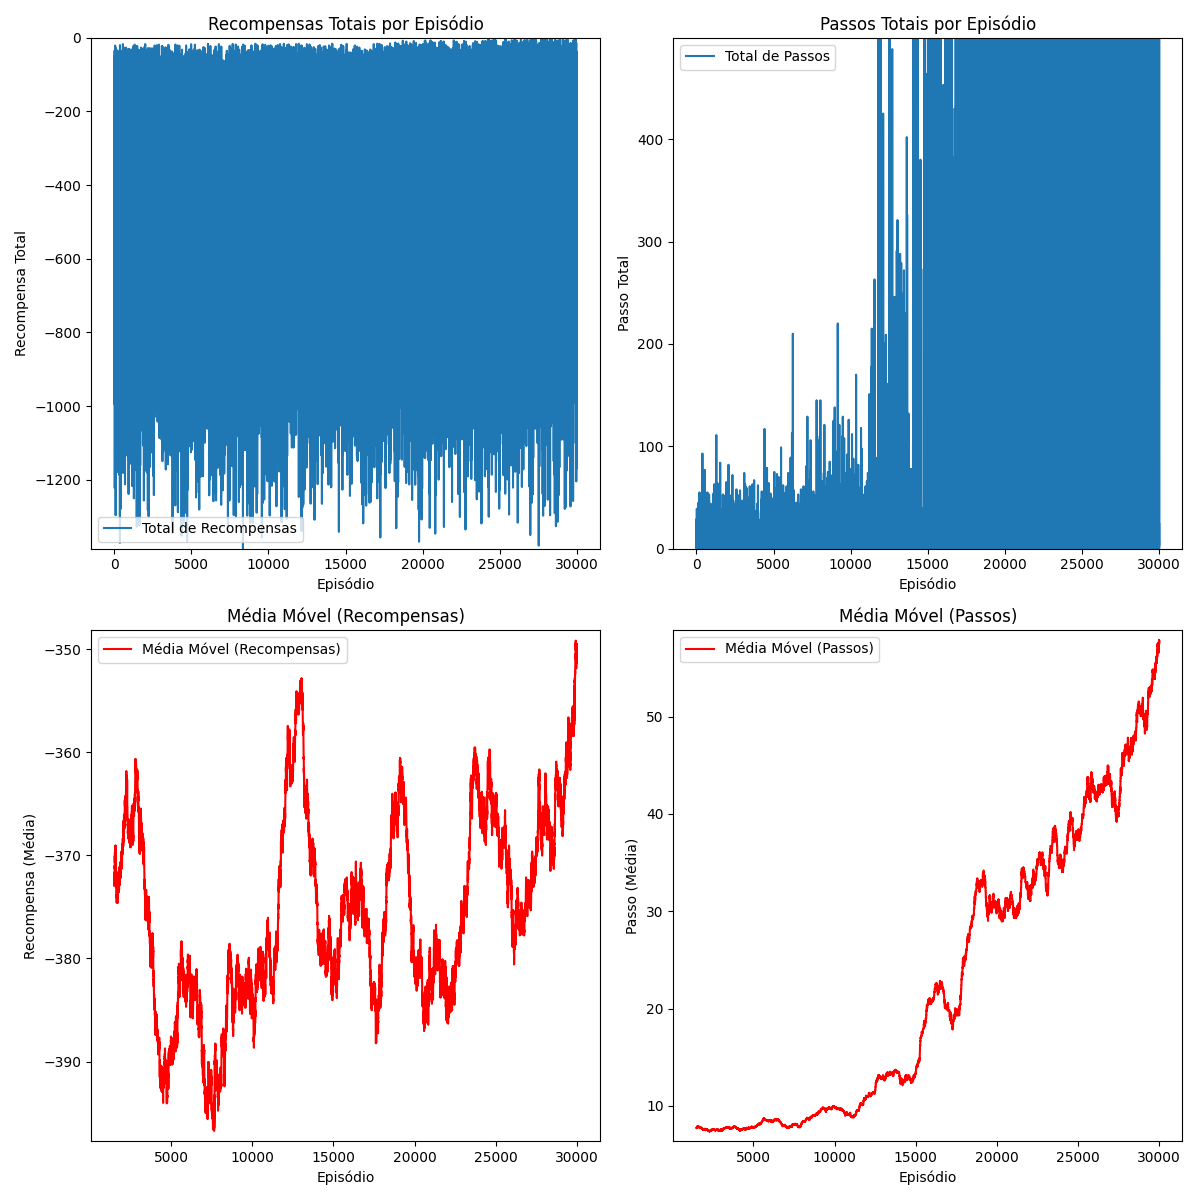 Recompensas Totais por Episódio
Recompensa Total
0
−200
−400
−600
−800
−1000
−1200
Total de Recompensas
0 5000 10000 15000 20000 25000 30000
Episódio
Passos Totais por Episódio
Passo Total
Total de Passos
400
300
200
100
0
0 5000 10000 15000 20000 25000 30000
Episódio
Média Móvel (Recompensas)
Recompensa (Média)
Média Móvel (Recompensas)
−350
−360
−370
−380
−390
5000 10000 15000 20000 25000 30000
Episódio
Média Móvel (Passos)
Passo (Média)
Média Móvel (Passos)
50
40
30
20
10
5000 10000 15000 20000 25000 30000
Episódio